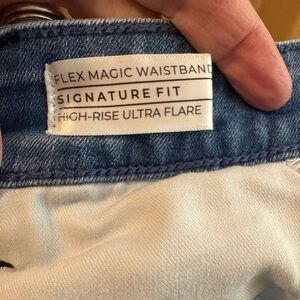 FLEX MAGIC WAISTBAND
SIGNATURE FIT
HIGH-RISE ULTRA FLARE